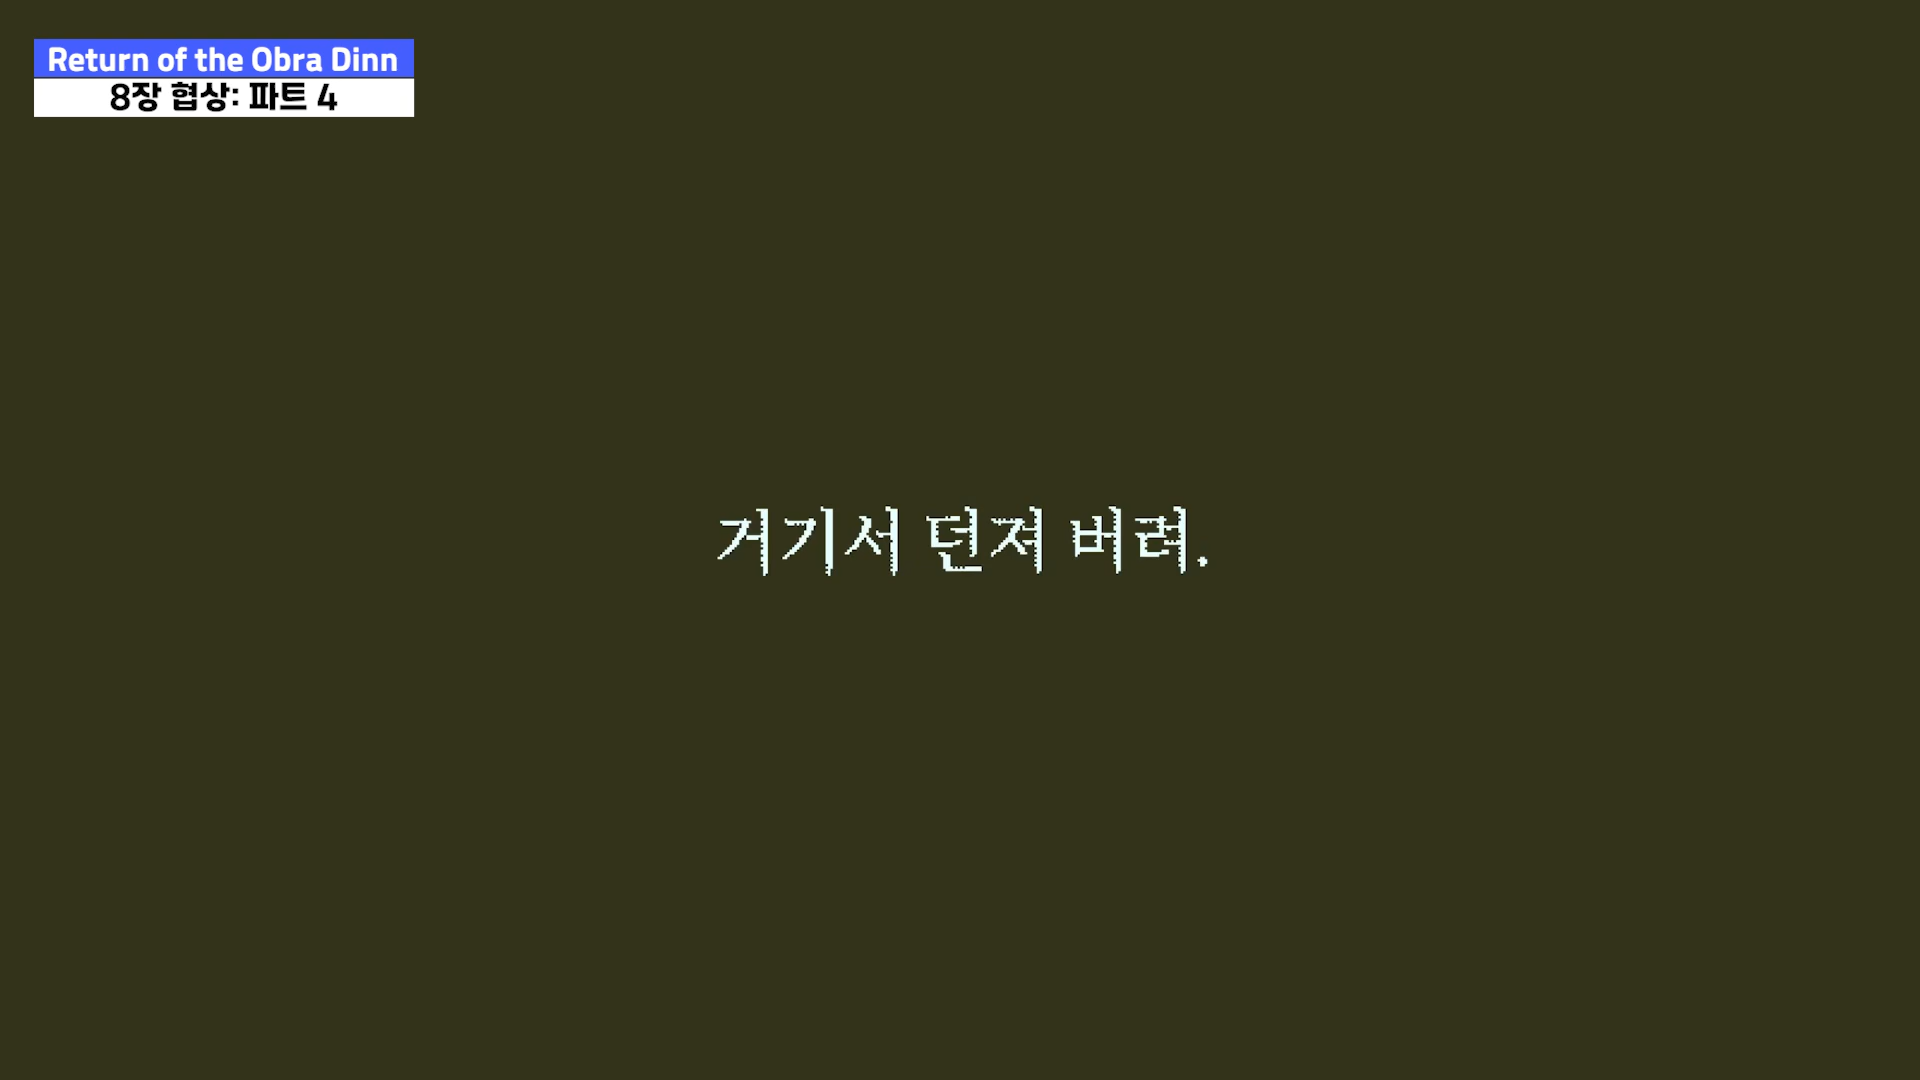 Return of the Obra Dinn
8장 협상: 파트 4
거기서 던져 버려.